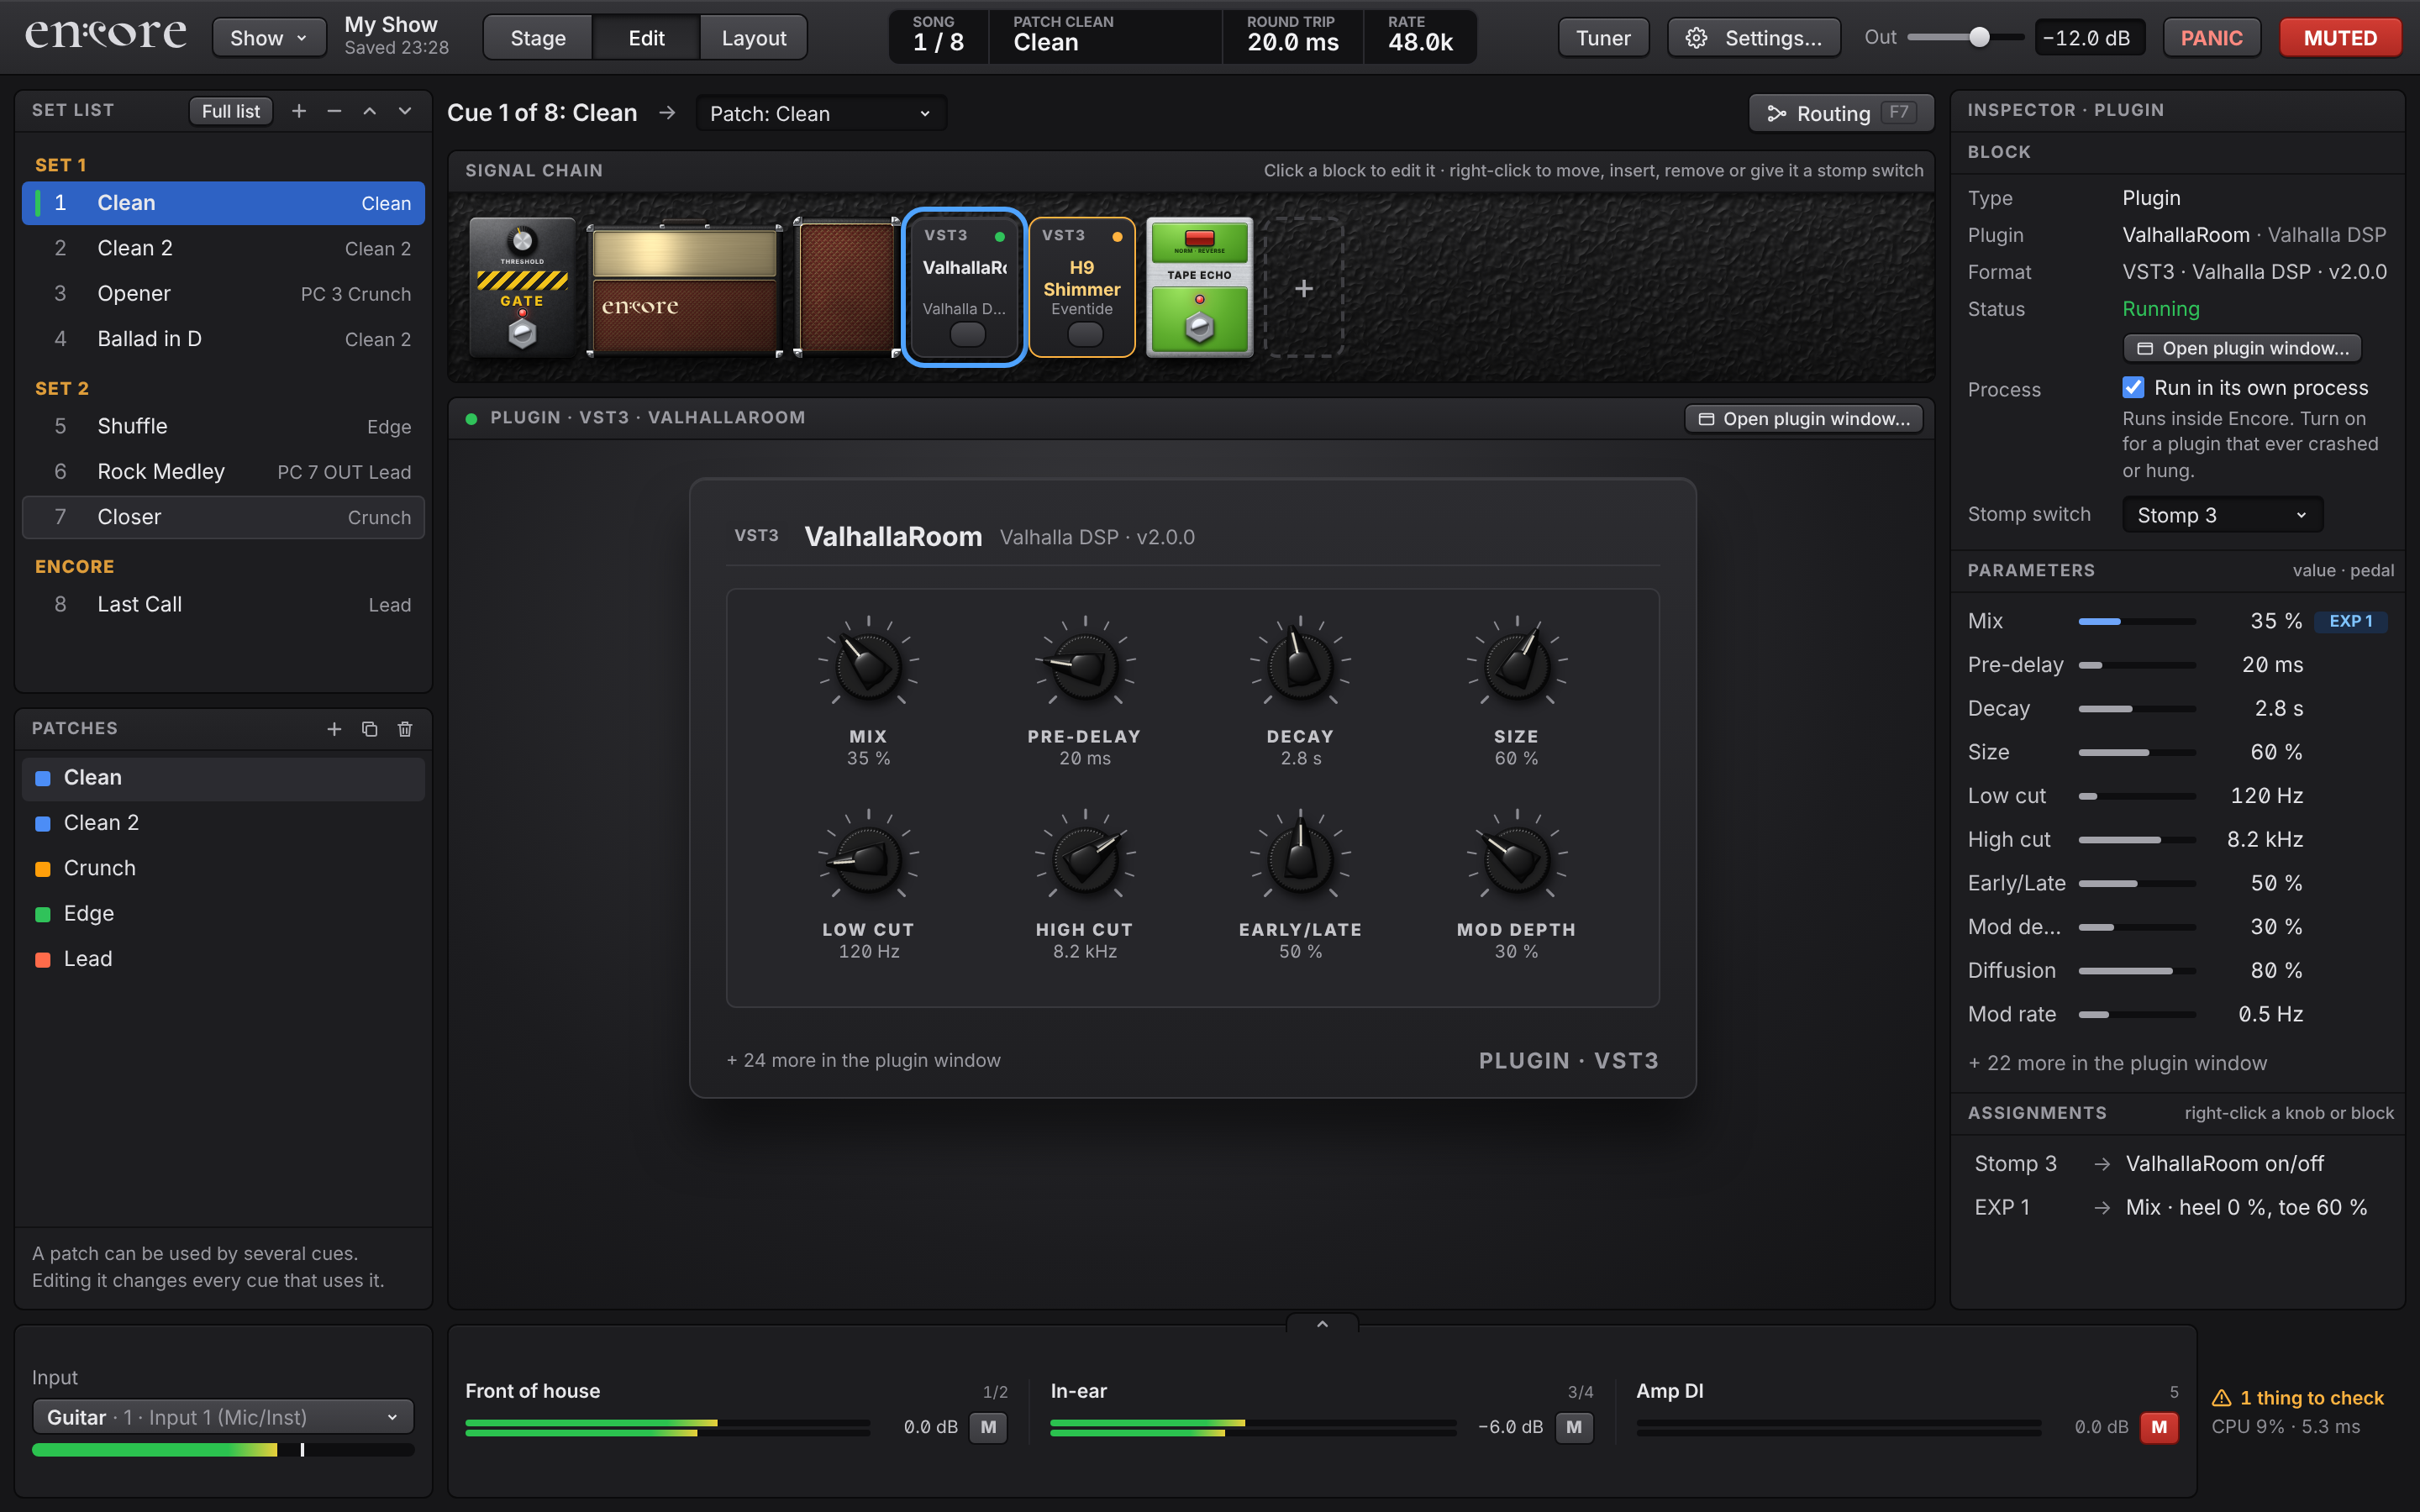 encore
Show
My Show
Saved 23:28
Stage
Edit
Layout
SONG
1 / 8
PATCH CLEAN
Clean
ROUND TRIP
20.0 ms
RATE
48.0k
Tuner
Settings...
Out
−12.0 dB
PANIC
MUTED
SET LIST
Full list
SET 1
1 Clean Clean
2 Clean 2 Clean 2
3 Opener PC 3 Crunch
4 Ballad in D Clean 2
SET 2
5 Shuffle Edge
6 Rock Medley PC 7 OUT Lead
7 Closer Crunch
ENCORE
8 Last Call Lead
PATCHES
Clean
Clean 2
Crunch
Edge
Lead
A patch can be used by several cues.
Editing it changes every cue that uses it.
Cue 1 of 8: Clean → Patch: Clean
Routing F7
SIGNAL CHAIN
Click a block to edit it · right-click to move, insert, remove or give it a stomp switch
THRESHOLD
GATE
encore
VST3
ValhallaRo
Valhalla D...
VST3
H9
Shimmer
Eventide
NORM · REVERSE
TAPE ECHO
+
PLUGIN · VST3 · VALHALLAROOM
Open plugin window...
VST3 ValhallaRoom Valhalla DSP · v2.0.0
MIX
35 %
PRE-DELAY
20 ms
DECAY
2.8 s
SIZE
60 %
LOW CUT
120 Hz
HIGH CUT
8.2 kHz
EARLY/LATE
50 %
MOD DEPTH
30 %
+ 24 more in the plugin window
PLUGIN · VST3
INSPECTOR · PLUGIN
BLOCK
Type Plugin
Plugin ValhallaRoom · Valhalla DSP
Format VST3 · Valhalla DSP · v2.0.0
Status Running
Open plugin window...
Process Run in its own process
Runs inside Encore. Turn on
for a plugin that ever crashed
or hung.
Stomp switch Stomp 3
PARAMETERS value · pedal
Mix 35 % EXP 1
Pre-delay 20 ms
Decay 2.8 s
Size 60 %
Low cut 120 Hz
High cut 8.2 kHz
Early/Late 50 %
Mod de... 30 %
Diffusion 80 %
Mod rate 0.5 Hz
+ 22 more in the plugin window
ASSIGNMENTS right-click a knob or block
Stomp 3 → ValhallaRoom on/off
EXP 1 → Mix · heel 0 %, toe 60 %
Input
Guitar · 1 · Input 1 (Mic/Inst)
Front of house 1/2
0.0 dB M
In-ear 3/4
−6.0 dB M
Amp DI 5
0.0 dB M
1 thing to check
CPU 9% · 5.3 ms